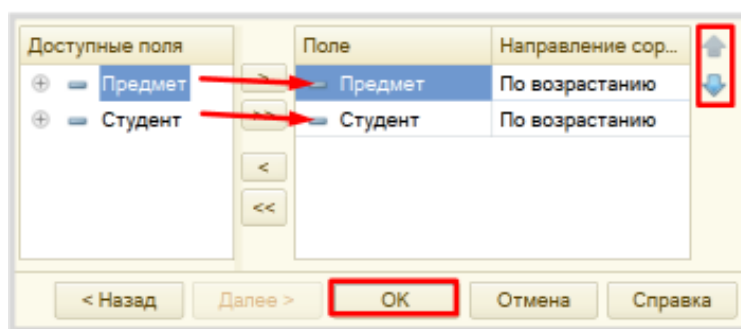 Доступные поля Поле Направление сор...
Предмет > Предмет По возрастанию
Студент >> Студент По возрастанию
<
<<
< Назад Далее > ОК Отмена Справка